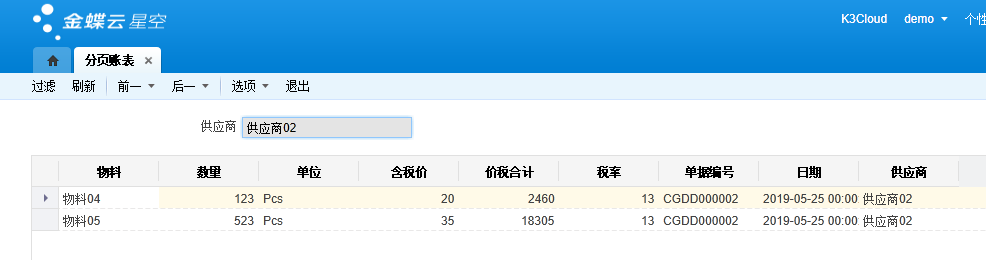 金蝶云 星空 K3Cloud demo 个性
分页账表
过滤 刷新 前一 后一 选项 退出
供应商 供应商02
物料 数量 单位 含税价 价税合计 税率 单据编号 日期 供应商
物料04 123 Pcs 20 2460 13 CGDD000002 2019-05-25 00:00 供应商02
物料05 523 Pcs 35 18305 13 CGDD000002 2019-05-25 00:00 供应商02